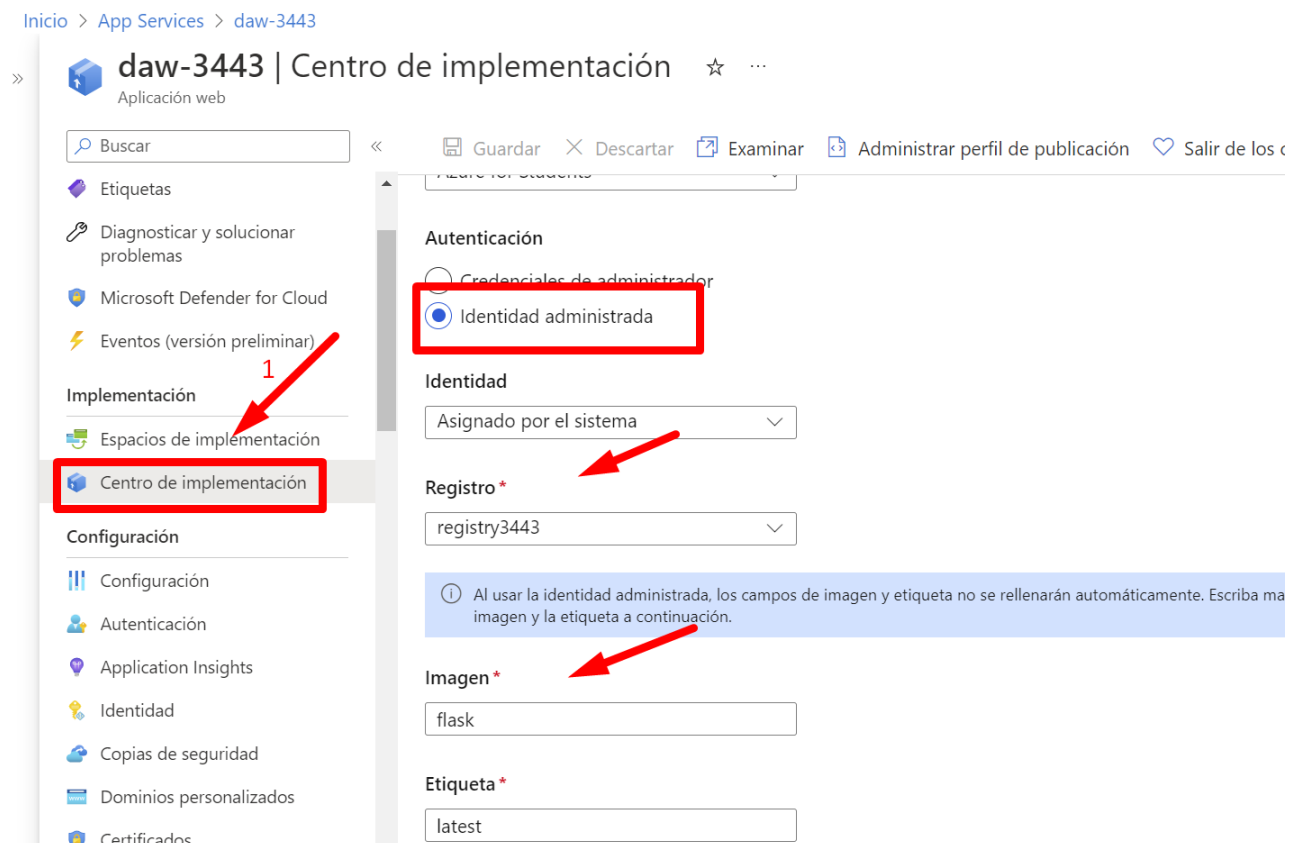 Inicio > App Services > daw-3443
daw-3443 | Centro de implementación
Aplicación web
Buscar
Guardar
Descartar
Examinar
Administrar perfil de publicación
Salir de los
Etiquetas
Diagnosticar y solucionar
problemas
Microsoft Defender for Cloud
Eventos (versión preliminar)
1
Implementación
Espacios de implementación
Centro de implementación
Configuración
Configuración
Autenticación
Application Insights
Identidad
Copias de seguridad
Dominios personalizados
Certificados
Azure for Students
Autenticación
Credenciales de administrador
Identidad administrada
Identidad
Asignado por el sistema
Registro *
registry3443
Al usar la identidad administrada, los campos de imagen y etiqueta no se rellenarán automáticamente. Escriba
imagen y la etiqueta a continuación.
Imagen *
flask
Etiqueta *
latest